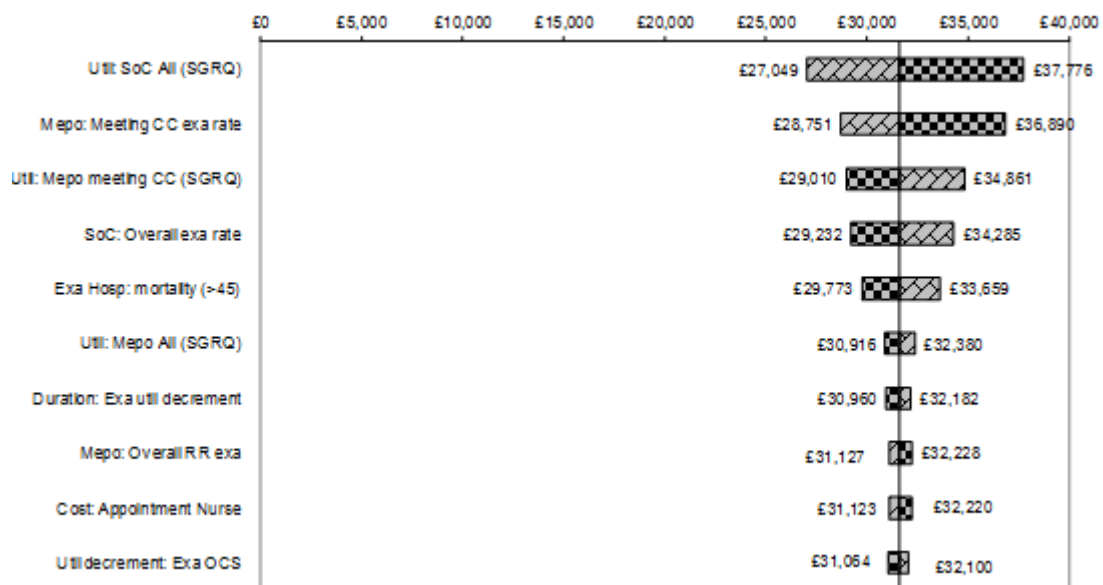 £0 £5,000 £10,000 £15,000 £20,000 £25,000 £30,000 £35,000 £40,000
Util: SoC All (SGRQ) £27,049 £37,776
Mepo: Meeting CC exa rate £28,751 £36,890
Util: Mepo meeting CC (SGRQ) £29,010 £34,861
SoC: Overall exa rate £29,232 £34,285
Exa Hosp: mortality (>45) £29,773 £33,659
Util: Mepo All (SGRQ) £30,916 £32,380
Duration: Exa util decrement £30,960 £32,182
Mepo: Overall RR exa £31,127 £32,228
Cost: Appointment Nurse £31,123 £32,220
Util decrement: Exa OCS £31,064 £32,100